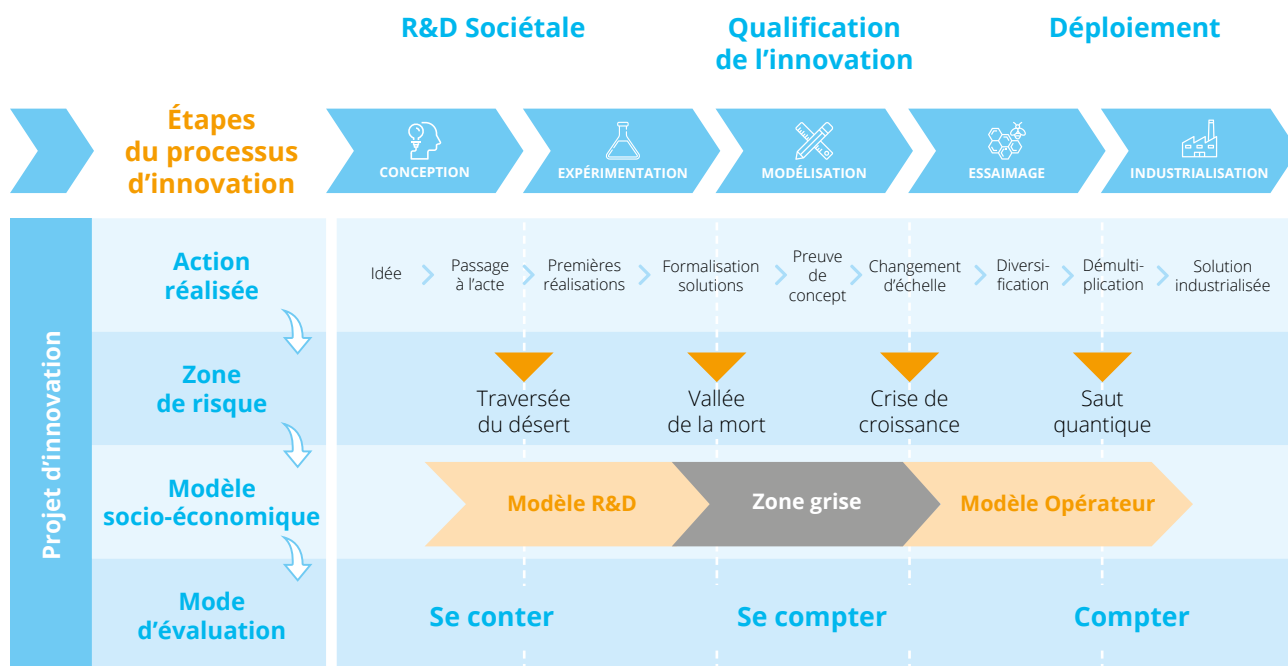 R&D Sociétale
Qualification
de l’innovation
Déploiement
Étapes
du processus
d’innovation
CONCEPTION
EXPÉRIMENTATION
MODÉLISATION
ESSAIMAGE
INDUSTRIALISATION
Projet d’innovation
Action
réalisée
Idée
Passage
à l’acte
Premières
réalisations
Formalisation
solutions
Preuve
de
concept
Changement
d’échelle
Diversi-
fication
Démulti-
plication
Solution
industrialisée
Zone
de risque
Traversée
du désert
Vallée
de la mort
Crise de
croissance
Saut
quantique
Modèle
socio-économique
Modèle R&D
Zone grise
Modèle Opérateur
Mode
d’évaluation
Se conter
Se compter
Compter